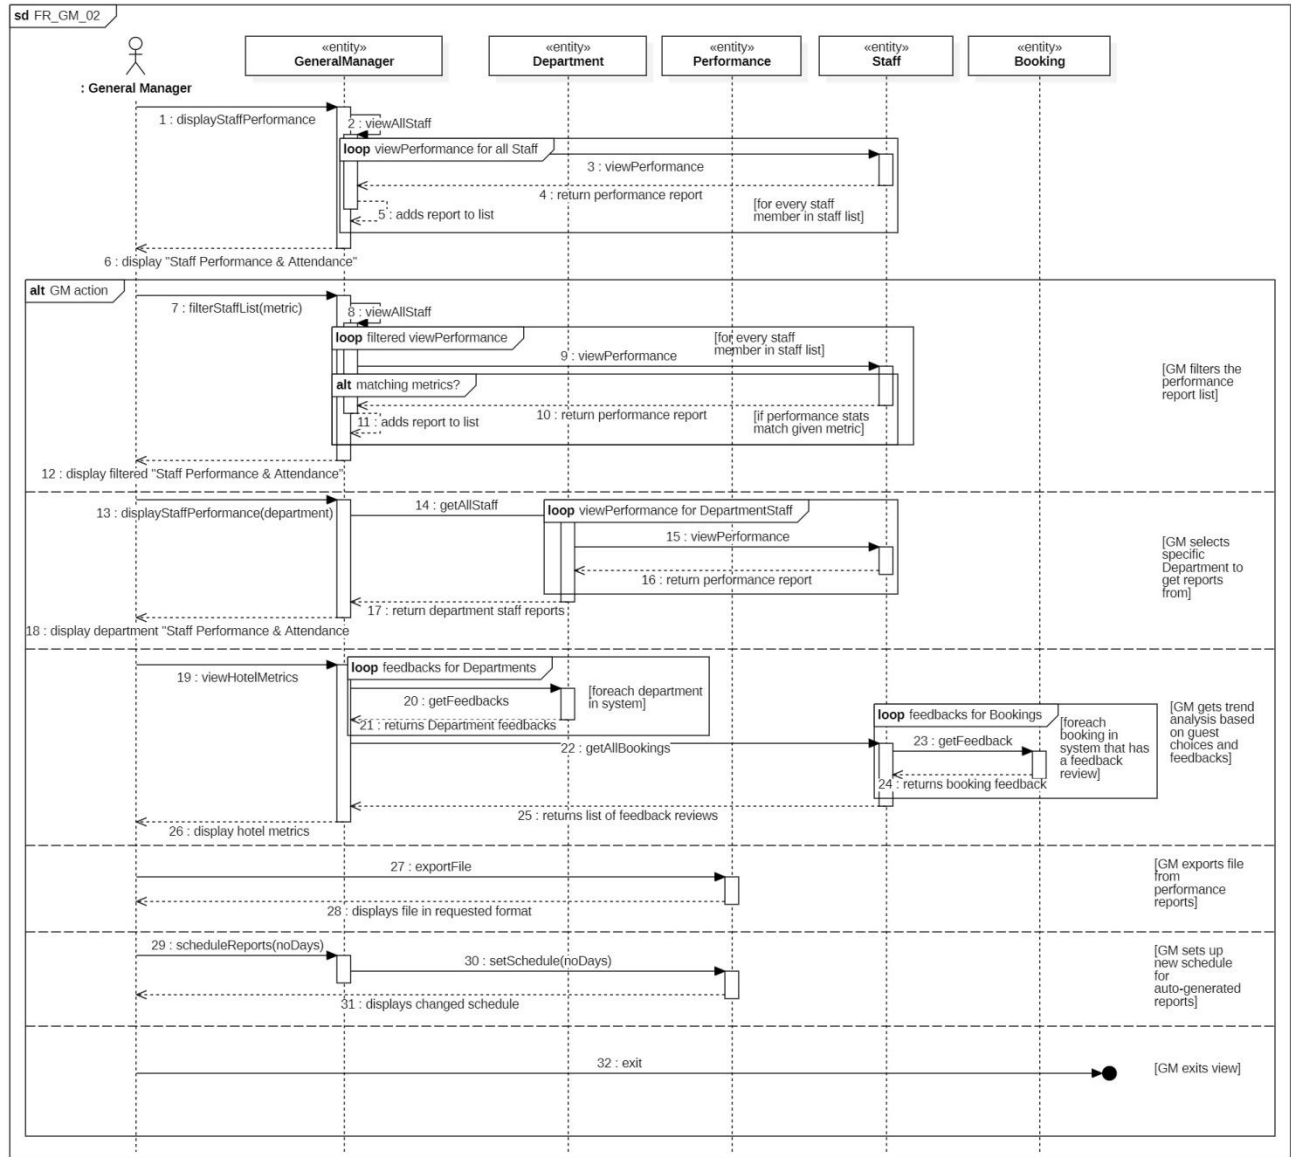 sd FR_GM_02
«entity»
GeneralManager
«entity»
Department
«entity»
Performance
«entity»
Staff
«entity»
Booking
: General Manager
1 : displayStaffPerformance
2 : viewAllStaff
loop viewPerformance for all Staff
3 : viewPerformance
4 : return performance report
5 : adds report to list
[for every staff
member in staff list]
6 : display "Staff Performance & Attendance"
alt GM action
7 : filterStaffList(metric)
8 : viewAllStaff
loop filtered viewPerformance
[for every staff
member in staff list]
9 : viewPerformance
[GM filters the
performance
report list]
alt matching metrics?
10 : return performance report
11 : adds report to list
[if performance stats
match given metric]
12 : display filtered "Staff Performance & Attendance"
13 : displayStaffPerformance(department)
14 : getAllStaff
loop viewPerformance for DepartmentStaff
15 : viewPerformance
16 : return performance report
[GM selects
specific
Department to
get reports
from]
17 : return department staff reports
18 : display department "Staff Performance & Attendance
19 : viewHotelMetrics
loop feedbacks for Departments
20 : getFeedbacks
[foreach department
in system]
21 : returns Department feedbacks
22 : getAllBookings
loop feedbacks for Bookings
23 : getFeedback
[foreach
booking in
system that has
a feedback
review]
24 : returns booking feedback
[GM gets trend
analysis based
on guest
choices and
feedbacks]
25 : returns list of feedback reviews
26 : display hotel metrics
27 : exportFile
28 : displays file in requested format
[GM exports file
from
performance
reports]
29 : scheduleReports(noDays)
30 : setSchedule(noDays)
31 : displays changed schedule
[GM sets up
new schedule
for
auto-generated
reports]
32 : exit
[GM exits view]